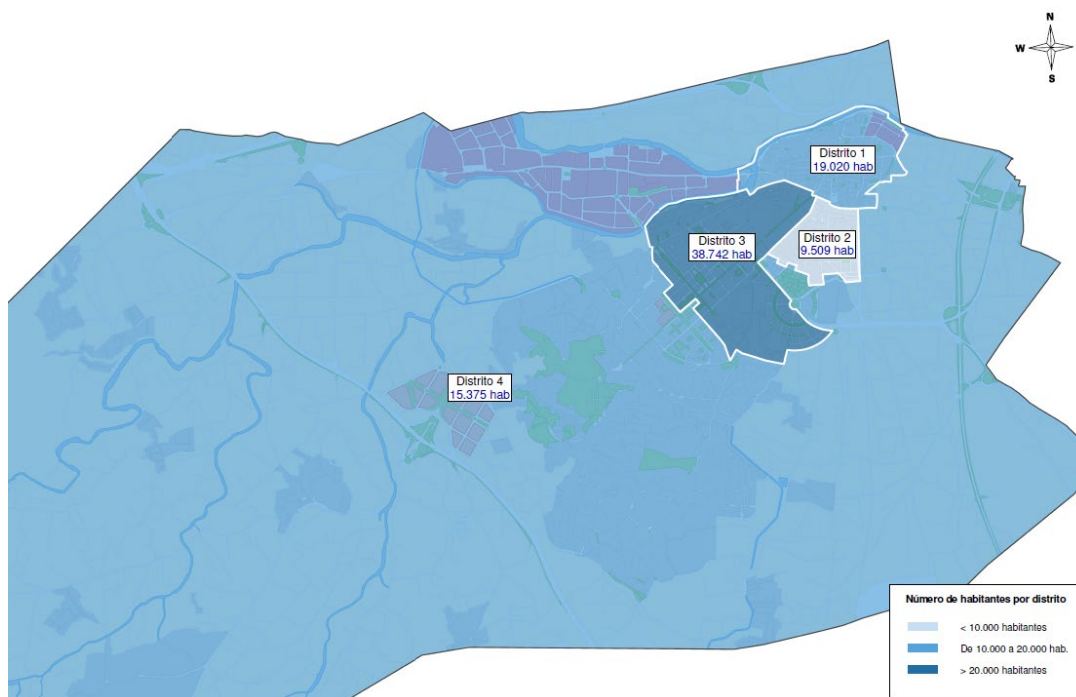 N
W
E
S
Distrito 1
19.020 hab
Distrito 2
9.509 hab
Distrito 3
38.742 hab
Distrito 4
15.375 hab
Número de habitantes por distrito
< 10.000 habitantes
De 10.000 a 20.000 hab.
> 20.000 habitantes